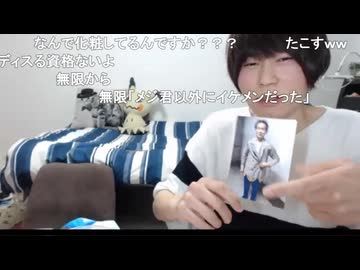 なんで化粧してるんですか？？？
たこすww
ディスる資格ないよ
無限から
無限「メジ君以外にイケメンだった」